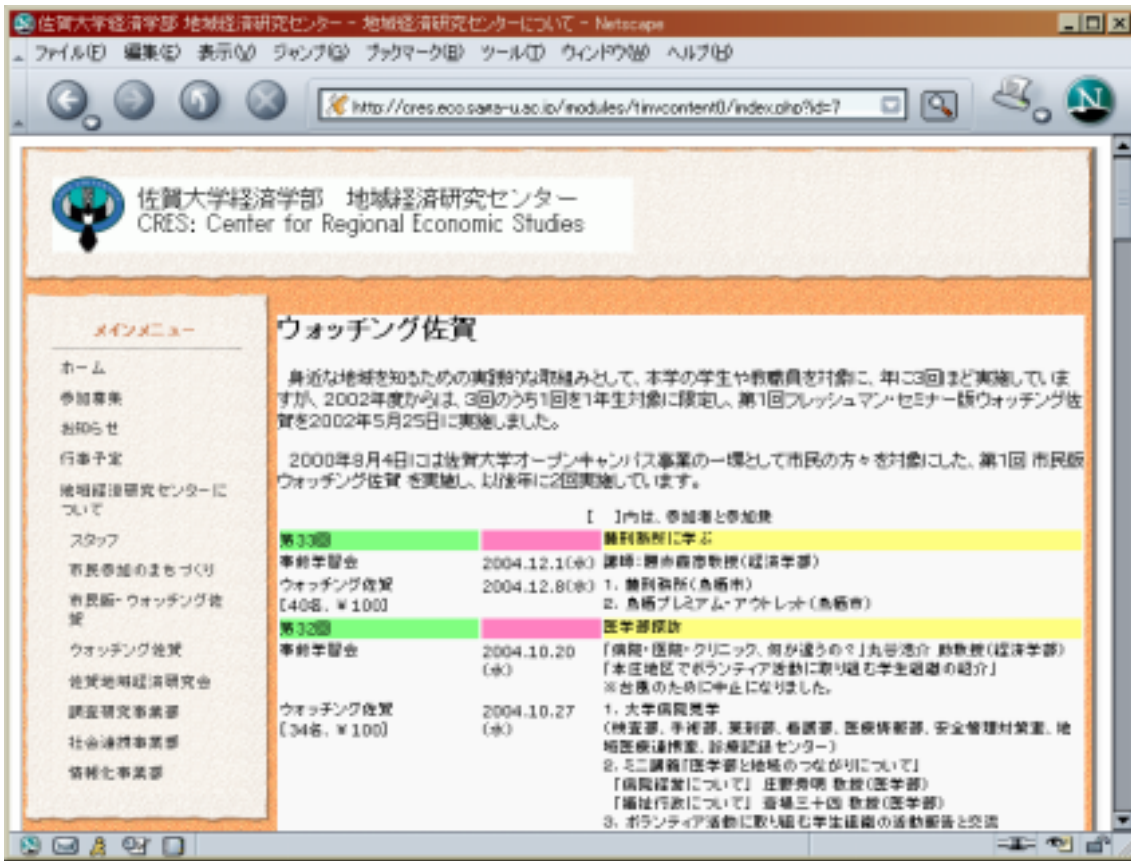 佐賀大学経済学部 地域経済研究センター - 地域経済研究センターについて - Netscape
ファイル(F) 編集(E) 表示(V) ジャンプ(G) ブックマーク(B) ツール(T) ウィンドウ(W) ヘルプ(H)
http://cres.eco.saga-u.ac.jp/modules/tinycontent0/index.php?id=7
佐賀大学経済学部 地域経済研究センター
CRES: Center for Regional Economic Studies
メインメニュー
ホーム
参加募集
お知らせ
行事予定
地域経済研究センターに
ついて
スタッフ
市民参加のまちづくり
市民版・ウォッチング佐
賀
ウォッチング佐賀
佐賀地域経済研究会
調査研究事業部
社会連携事業部
情報化事業部
ウォッチング佐賀
身近な地域を知るための実践的な取組みとして、本学の学生や教職員を対象に、年に3回ほど実施していま
すが、2002年度からは、3回のうち1回を1年生対象に限定し、第1回フレッシュマン・セミナー版ウォッチング佐
賀を2002年5月25日に実施しました。
2000年8月4日には佐賀大学オープンキャンパス事業の一環として市民の方々を対象にした、第1回 市民版
ウォッチング佐賀 を実施し、以後年に2回実施しています。
[ ]内は、参加者と参加費
第33回 麓刑務所に学ぶ
事前学習会 2004.12.1(水) 講師:教授(経済学部)
ウォッチング佐賀 2004.12.8(水) 1. 麓刑務所(鳥栖市)
[40名、￥100] 2. 鳥栖プレミアム・アウトレット(鳥栖市)
第32回 医学部探訪
事前学習会 2004.10.20 「病院・医院・クリニック、何が違うの?」丸谷浩介 助教授(経済学部)
(水) 「本庄地区でボランティア活動に取り組む学生組織の紹介」
※台風のために中止になりました。
ウォッチング佐賀 2004.10.27 1. 大学病院見学
[34名、￥100] (水) (検査部、手術部、薬剤部、看護部、医療情報部、安全管理対策室、地
域医療連携室、診療記録センター)
2. ミニ講義「医学部と地域のつながりについて」
「病院経営について」 庄野秀明 教授(医学部)
「福祉行政について」 斎場三十四 教授(医学部)
3. ボランティア活動に取り組む学生組織の活動報告と交流